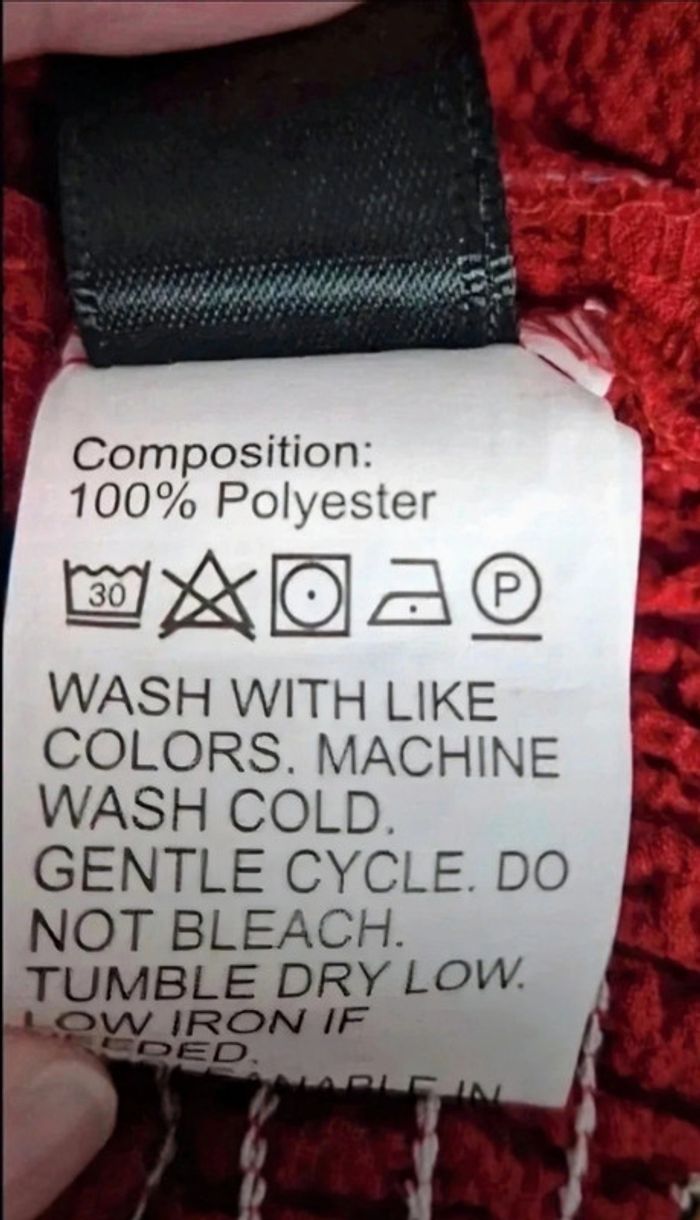 Composition:
100% Polyester
30 P
WASH WITH LIKE
COLORS. MACHINE
WASH COLD.
GENTLE CYCLE. DO
NOT BLEACH.
TUMBLE DRY LOW.
LOW IRON IF
IN